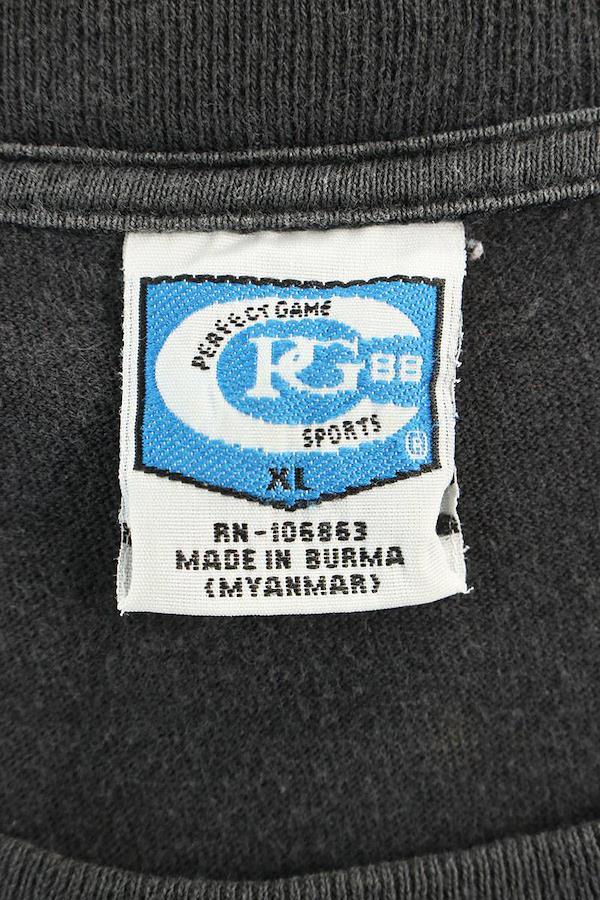 PERFECT GAME
PG 88
SPORTS
®
XL
RN-106863
MADE IN BURMA
(MYANMAR)